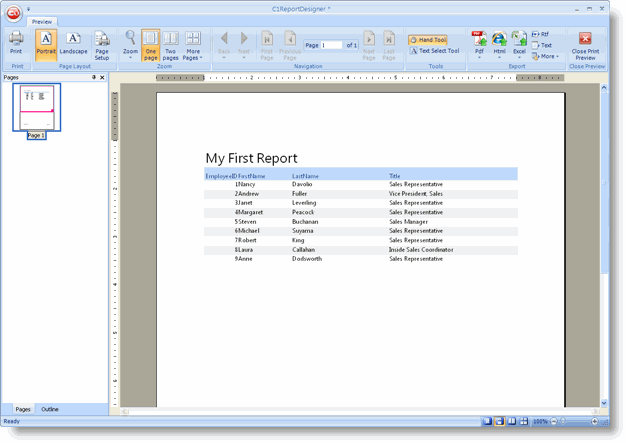 C1ReportDesigner *
Preview
Print
Portrait
Landscape
Page Setup
Zoom
One page
Two pages
More Pages
Back
Next
First Page
Previous Page
Page 1 of 1
Next Page
Last Page
Hand Tool
Text Select Tool
Pdf
Html
Excel
Rtf
Text
More
Close Print Preview
Print
Page Layout
Zoom
Navigation
Tools
Export
Close Preview
Pages
Page 1
My First Report
EmployeeID FirstName LastName Title
1 Nancy Davolio Sales Representative
2 Andrew Fuller Vice President, Sales
3 Janet Leverling Sales Representative
4 Margaret Peacock Sales Representative
5 Steven Buchanan Sales Manager
6 Michael Suyama Sales Representative
7 Robert King Sales Representative
8 Laura Callahan Inside Sales Coordinator
9 Anne Dodsworth Sales Representative
Pages
Outline
Ready
100%